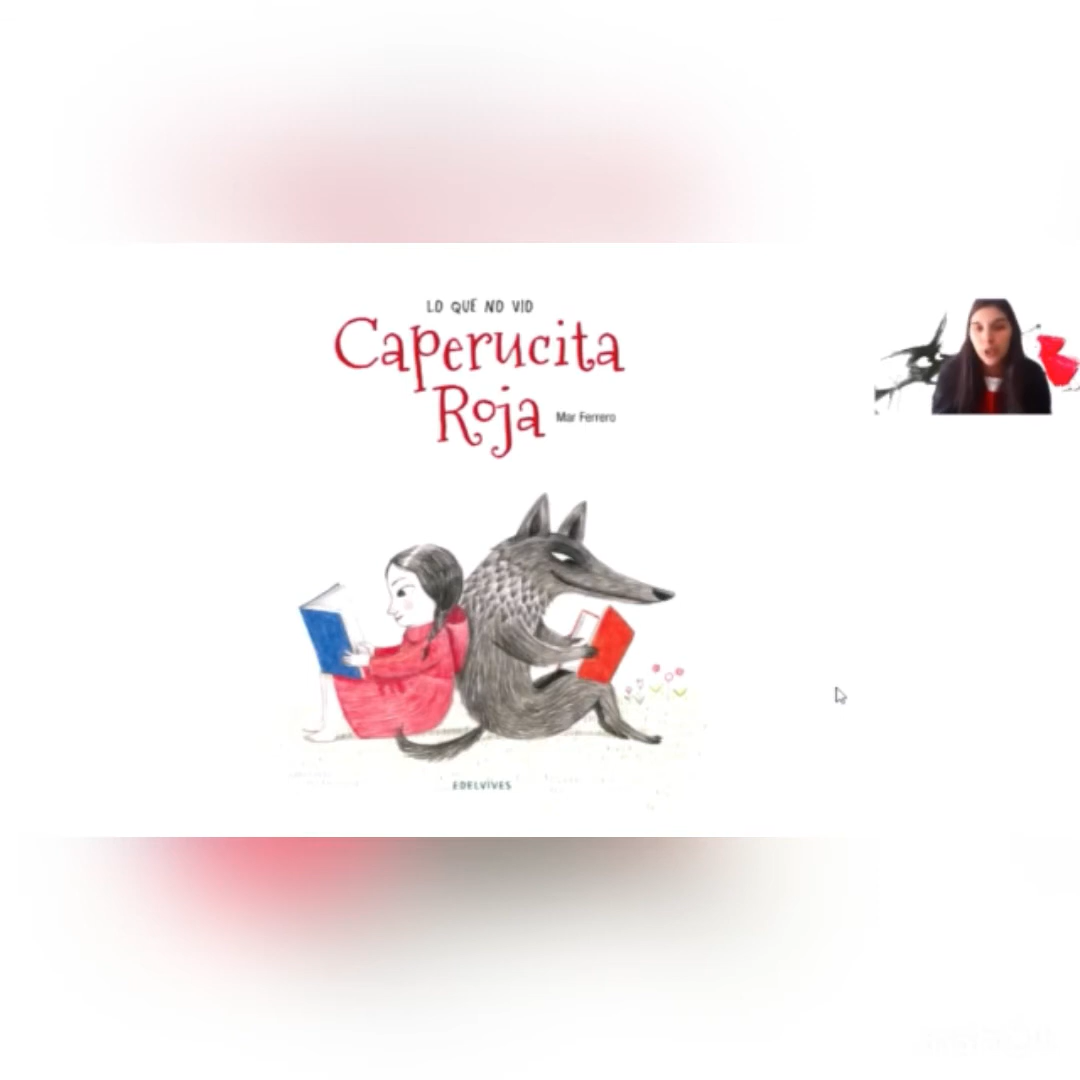 LO QUE NO VIO
Caperucita
Roja
Mar Ferrero
EDELVIVES